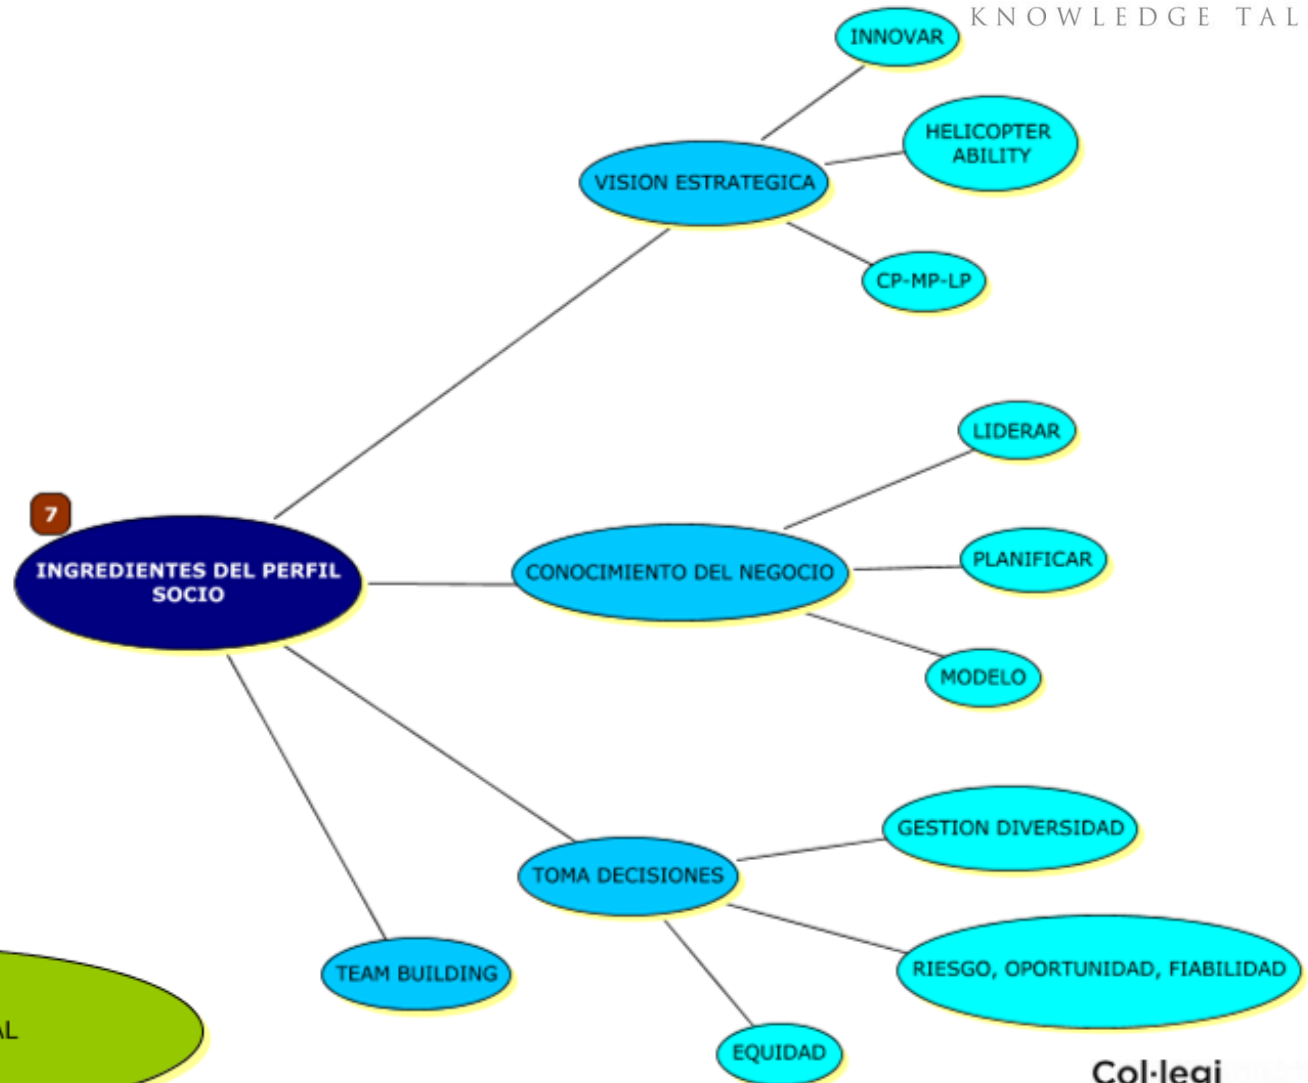 KNOWLEDGE TAL
INNOVAR
HELICOPTER
ABILITY
VISION ESTRATEGICA
CP-MP-LP
LIDERAR
7
INGREDIENTES DEL PERFIL
SOCIO
CONOCIMIENTO DEL NEGOCIO
PLANIFICAR
MODELO
GESTION DIVERSIDAD
TOMA DECISIONES
RIESGO, OPORTUNIDAD, FIABILIDAD
TEAM BUILDING
AL
EQUIDAD
Col·legi